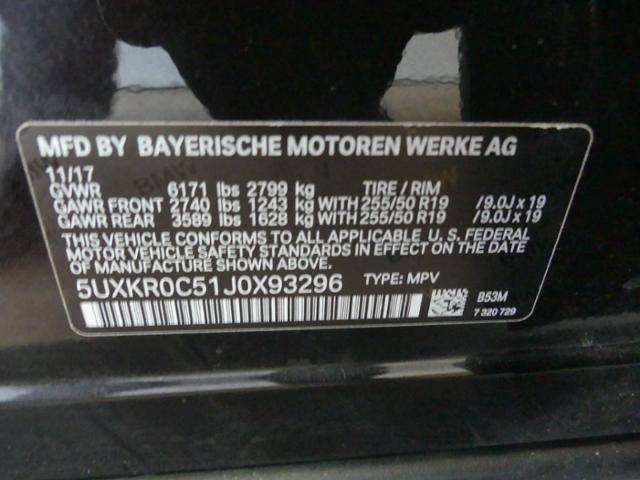 MFD BY BAYERISCHE MOTOREN WERKE AG
11/17
GVWR 6171 lbs 2799 kg TIRE / RIM
GAWR FRONT 2740 lbs 1243 kg WITH 255/50 R19 /9.0J x 19
GAWR REAR 3589 lbs 1628 kg WITH 255/50 R19 /9.0J x 19
THIS VEHICLE CONFORMS TO ALL APPLICABLE U. S. FEDERAL
MOTOR VEHICLE SAFETY STANDARDS IN EFFECT ON THE DATE
OF MANUFACTURE SHOWN ABOVE.
5UXKR0C51J0X93296 TYPE: MPV
B53M
7 320 729